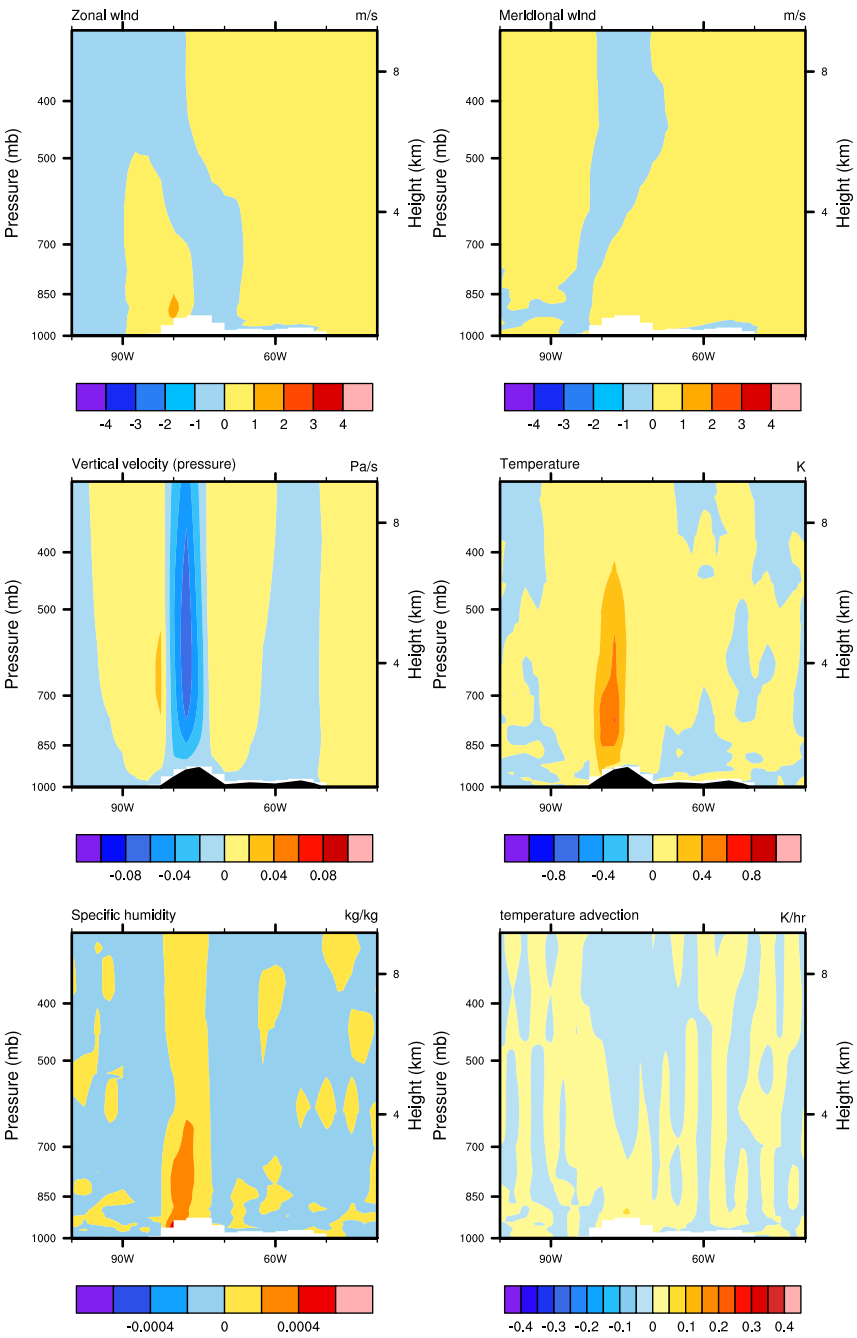 Zonal wind m/s
Pressure (mb)
400
500
700
850
1000
8
4
Height (km)
90W 60W
-4 -3 -2 -1 0 1 2 3 4
Meridional wind m/s
Pressure (mb)
400
500
700
850
1000
8
4
Height (km)
90W 60W
-4 -3 -2 -1 0 1 2 3 4
Vertical velocity (pressure) Pa/s
Pressure (mb)
400
500
700
850
1000
8
4
Height (km)
90W 60W
-0.08 -0.04 0 0.04 0.08
Temperature K
Pressure (mb)
400
500
700
850
1000
8
4
Height (km)
90W 60W
-0.8 -0.4 0 0.4 0.8
Specific humidity kg/kg
Pressure (mb)
400
500
700
850
1000
8
4
Height (km)
90W 60W
-0.0004 0 0.0004
temperature advection K/hr
Pressure (mb)
400
500
700
850
1000
8
4
Height (km)
90W 60W
-0.4 -0.3 -0.2 -0.1 0 0.1 0.2 0.3 0.4